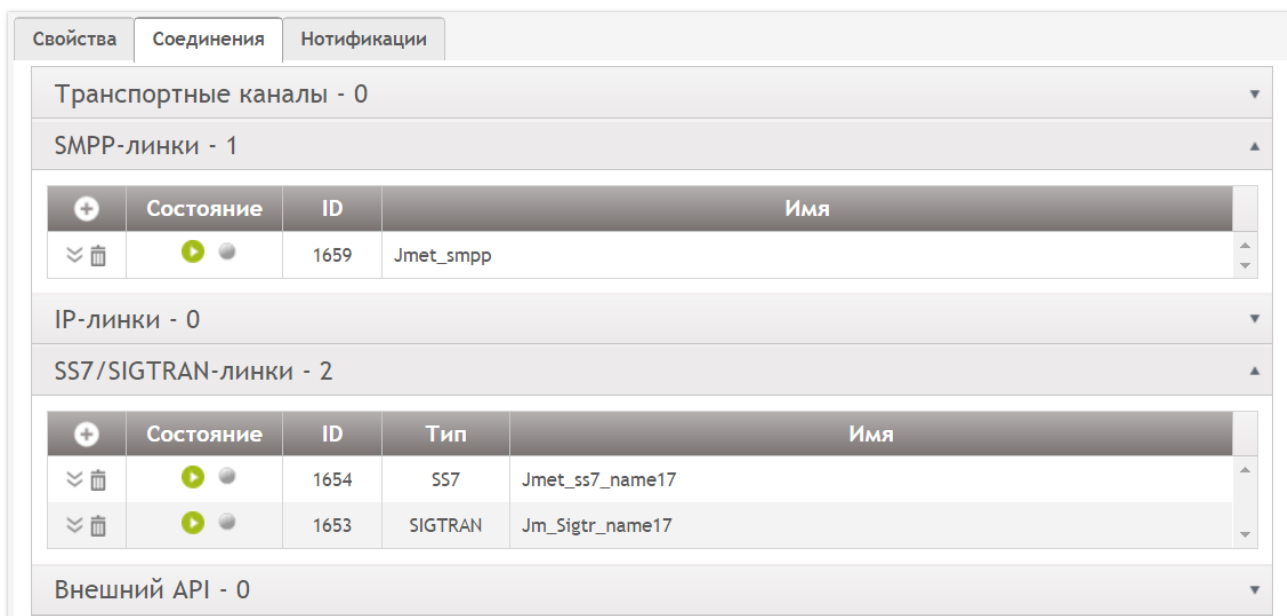 Свойства Соединения Нотификации
Транспортные каналы - 0
SMPP-линки - 1
Состояние ID Имя
1659 Jmet_smpp
IP-линки - 0
SS7/SIGTRAN-линки - 2
Состояние ID Тип Имя
1654 SS7 Jmet_ss7_name17
1653 SIGTRAN Jm_Sigtr_name17
Внешний API - 0